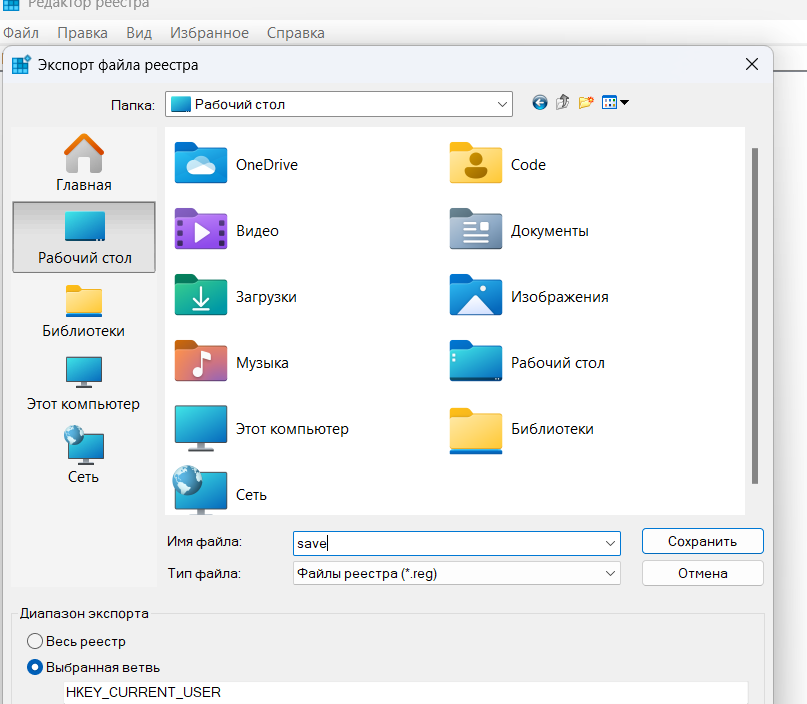 Редактор реестра
Файл Правка Вид Избранное Справка
Экспорт файла реестра
Папка: Рабочий стол
Главная
Рабочий стол
Библиотеки
Этот компьютер
Сеть
OneDrive Code
Видео Документы
Загрузки Изображения
Музыка Рабочий стол
Этот компьютер Библиотеки
Сеть
Имя файла: save Сохранить
Тип файла: Файлы реестра (*.reg) Отмена
Диапазон экспорта
Весь реестр
Выбранная ветвь
HKEY_CURRENT_USER